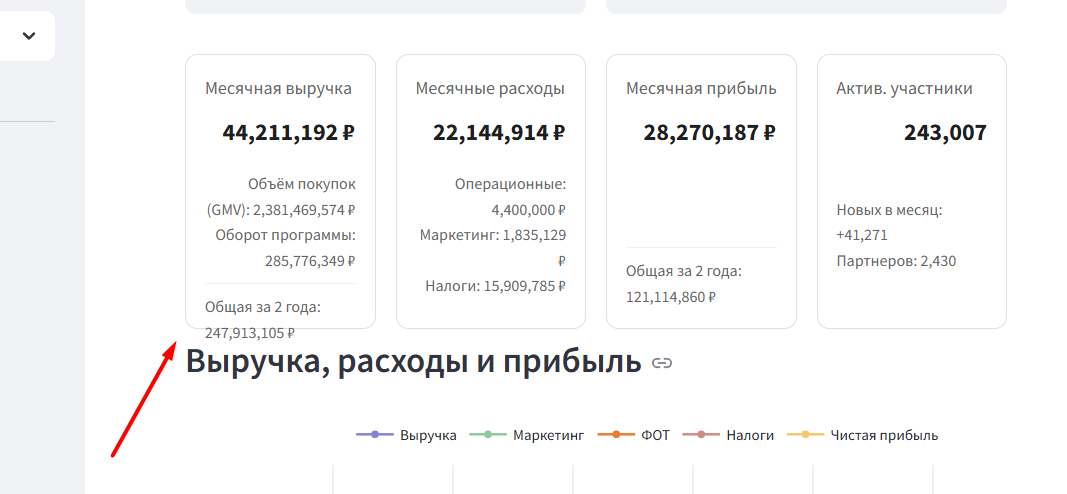 Месячная выручка
44,211,192 ₽
Объём покупок
(GMV): 2,381,469,574 ₽
Оборот программы:
285,776,349 ₽
Общая за 2 года:
247,913,105 ₽
Месячные расходы
22,144,914 ₽
Операционные:
4,400,000 ₽
Маркетинг: 1,835,129
₽
Налоги: 15,909,785 ₽
Месячная прибыль
28,270,187 ₽
Общая за 2 года:
121,114,860 ₽
Актив. участники
243,007
Новых в месяц:
+41,271
Партнеров: 2,430
Выручка, расходы и прибыль
Выручка
Маркетинг
ФОТ
Налоги
Чистая прибыль